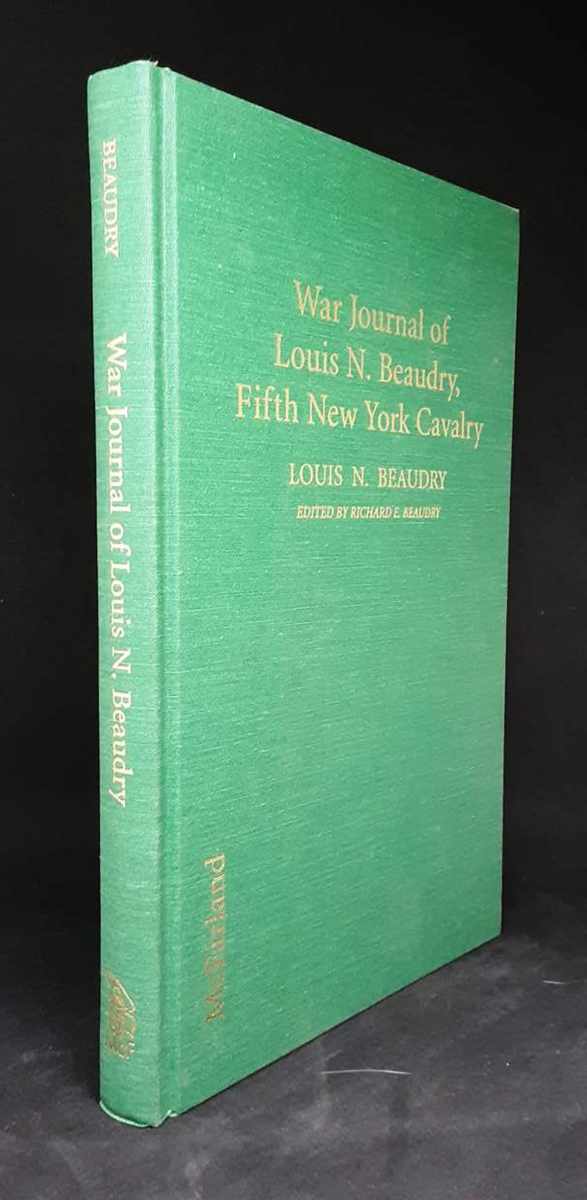 BEAUDRY
War Journal of Louis N. Beaudry
War Journal of
Louis N. Beaudry,
Fifth New York Cavalry
LOUIS N. BEAUDRY
EDITED BY RICHARD E. BEAUDRY
McFarland